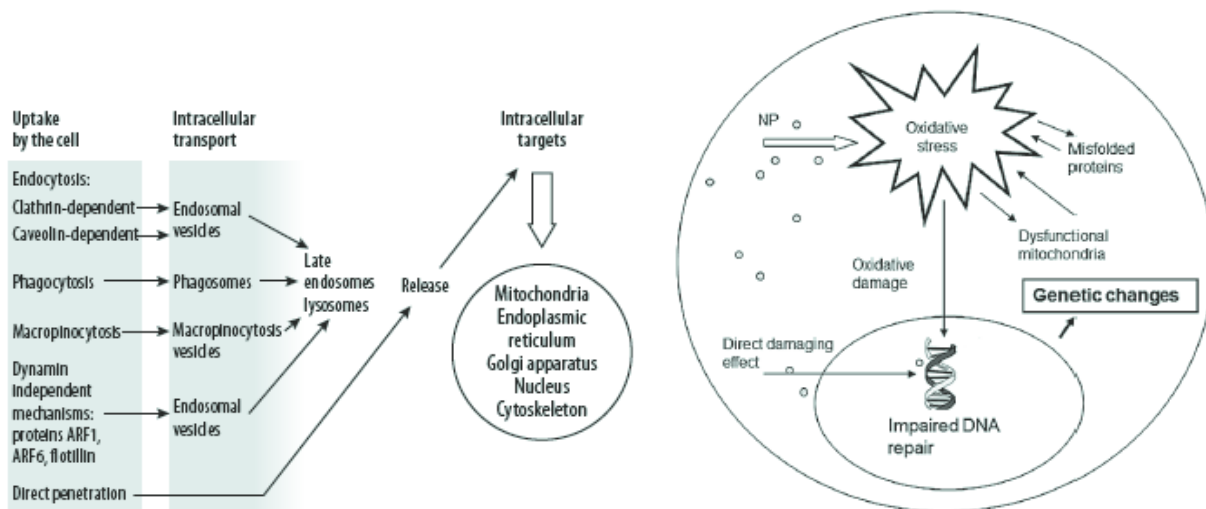 Uptake
by the cell
Intracellular
transport
Intracellular
targets
Endocytosis:
Clathrin-dependent
Caveolin-dependent
Endosomal
vesicles
Phagocytosis
Phagosomes
Macropinocytosis
Macropinocytosis
vesicles
Dynamin
independent
mechanisms:
proteins ARF1,
ARF6, flotillin
Endosomal
vesicles
Direct penetration
Late
endosomes
lysosomes
Release
Mitochondria
Endoplasmic
reticulum
Golgi apparatus
Nucleus
Cytoskeleton
NP
Oxidative
stress
Misfolded
proteins
Dysfunctional
mitochondria
Oxidative
damage
Genetic changes
Direct damaging
effect
Impaired DNA
repair